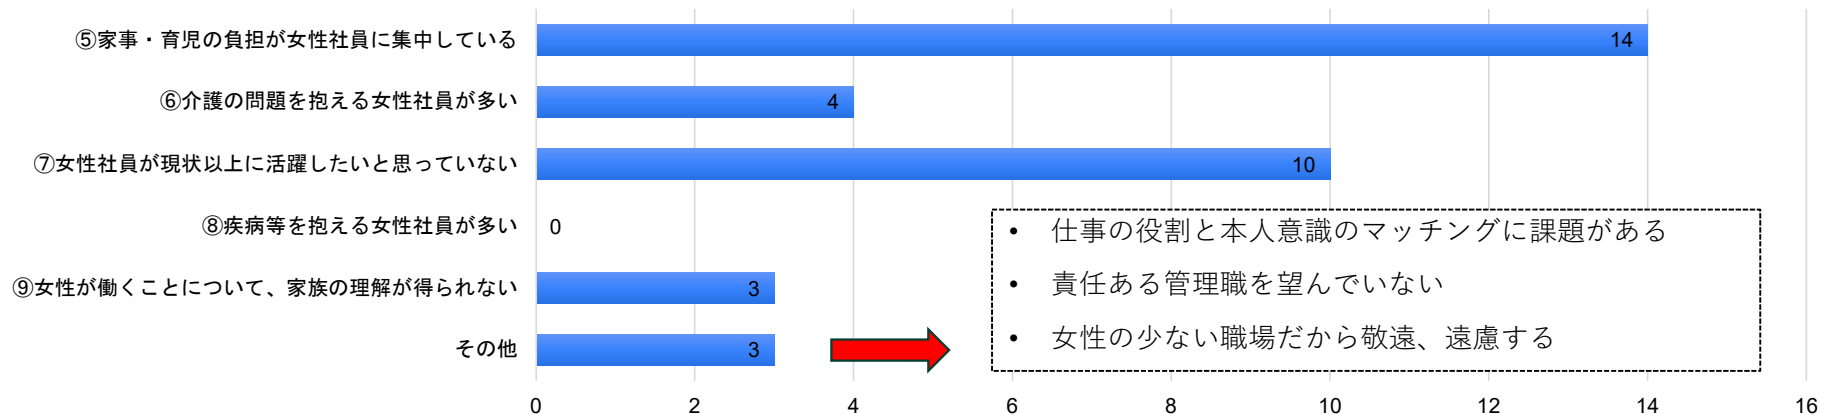 ⑤家事・育児の負担が女性社員に集中している
14
⑥介護の問題を抱える女性社員が多い
4
⑦女性社員が現状以上に活躍したいと思っていない
10
⑧疾病等を抱える女性社員が多い
0
⑨女性が働くことについて、家族の理解が得られない
3
その他
3
• 仕事の役割と本人意識のマッチングに課題がある
• 責任ある管理職を望んでいない
• 女性の少ない職場だから敬遠、遠慮する
0 2 4 6 8 10 12 14 16